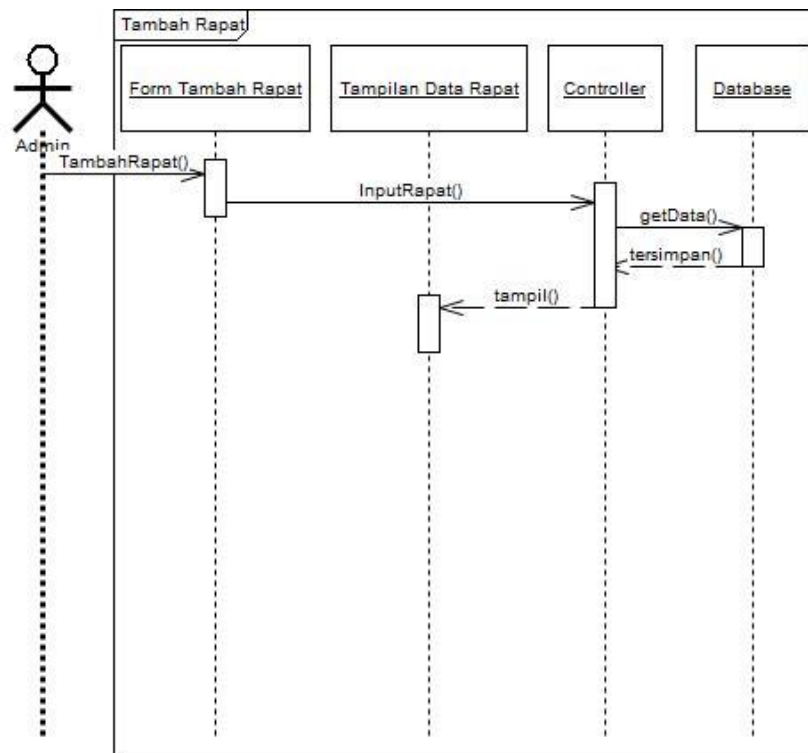 Tambah Rapat
Form Tambah Rapat
Tampilan Data Rapat
Controller
Database
Admin
TambahRapat()
InputRapat()
getData()
tersimpan()
tampil()